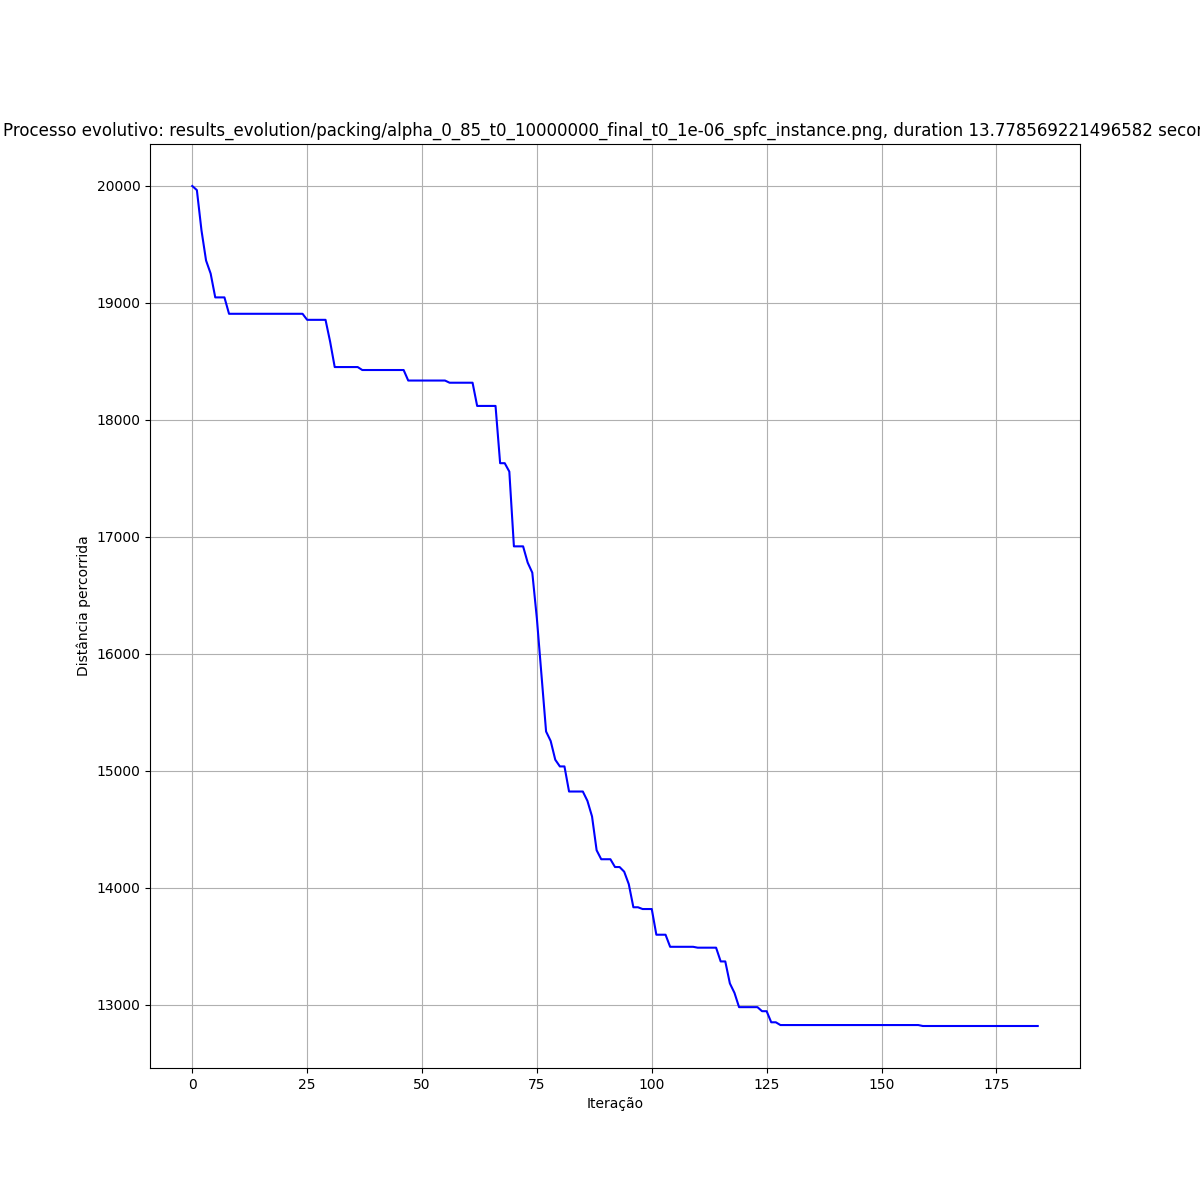 Processo evolutivo: results_evolution/packing/alpha_0_85_t0_10000000_final_t0_1e-06_spfc_instance.png, duration 13.778569221496582 secon
20000
19000
18000
17000
16000
15000
14000
13000
Distância percorrida
0 25 50 75 100 125 150 175
Iteração